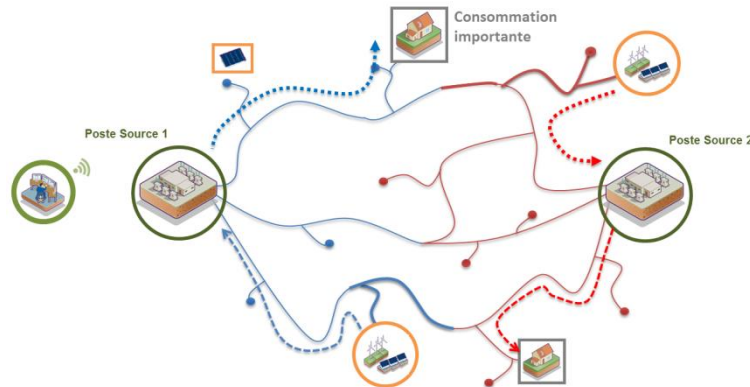 Consommation
importante
Poste Source 1
Poste Source 2